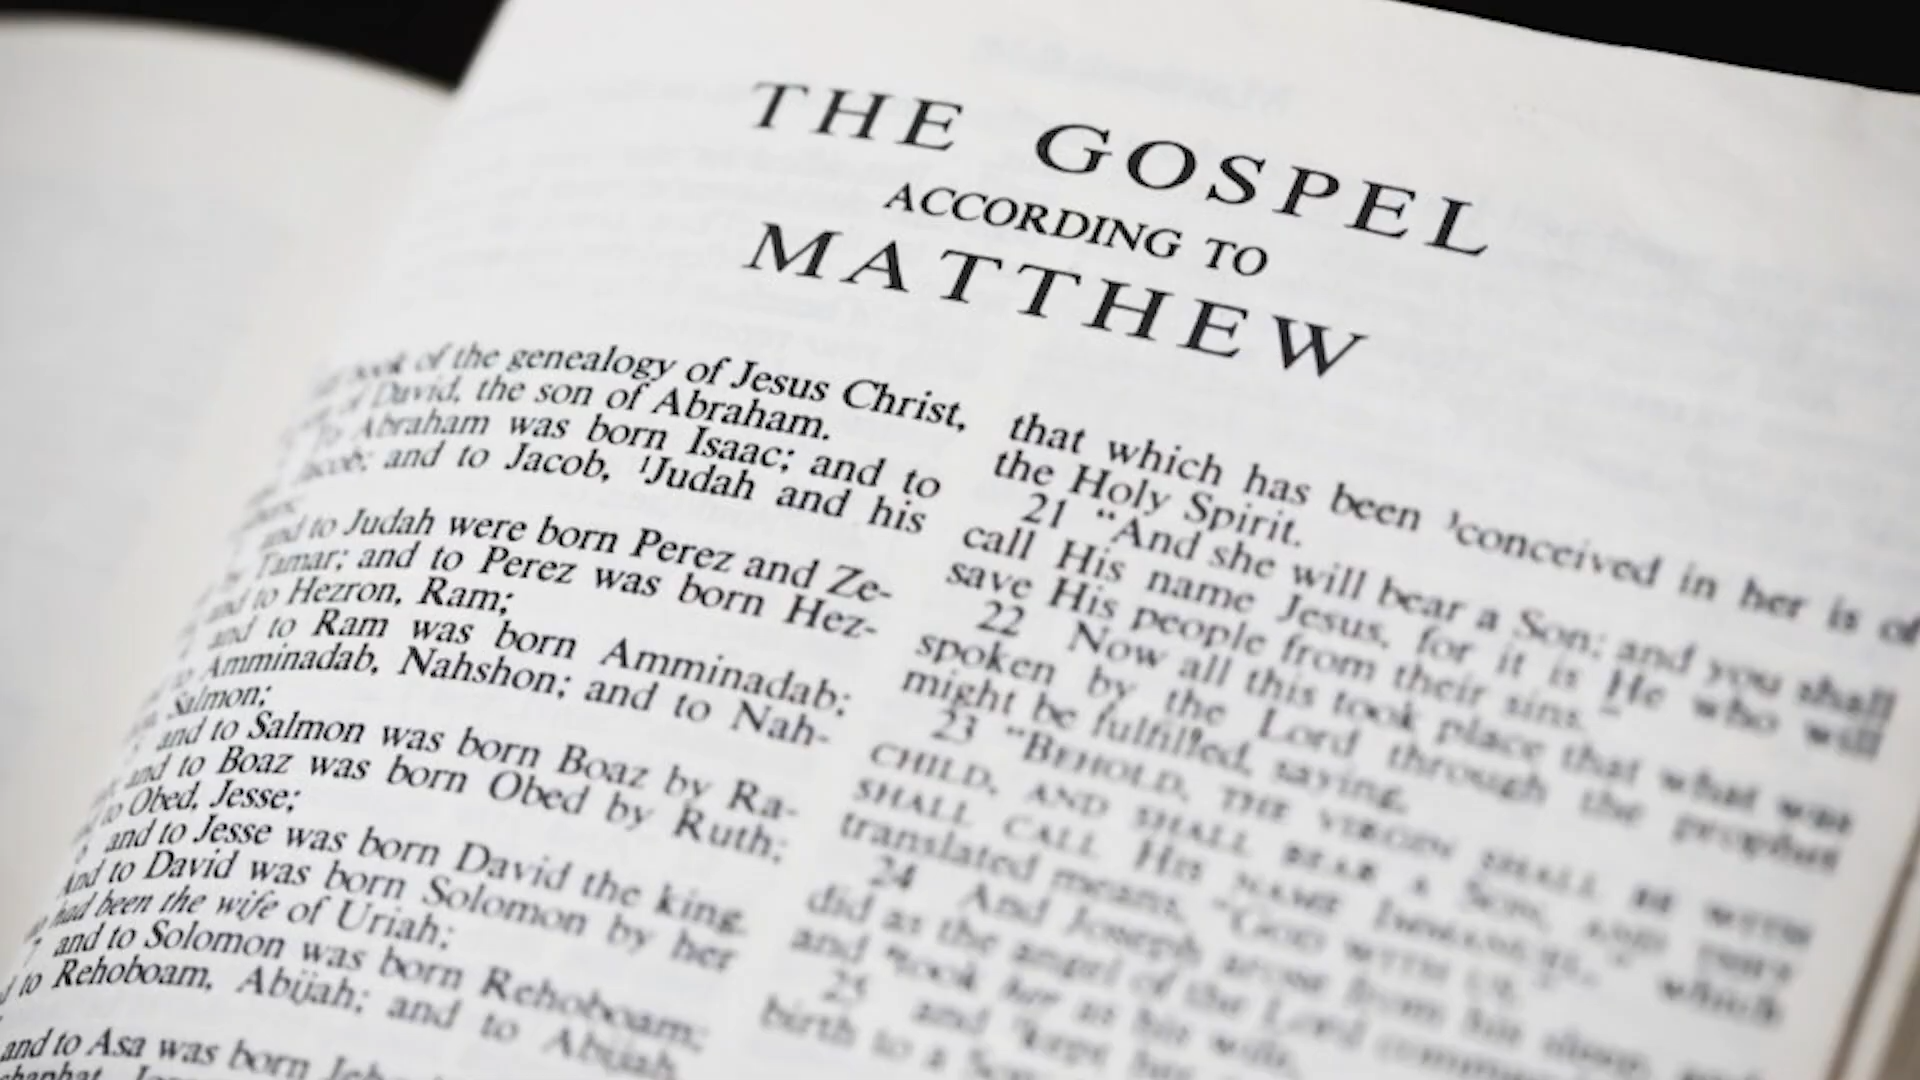 THE GOSPEL
ACCORDING TO
MATTHEW
book of the genealogy of Jesus Christ,
of David, the son of Abraham.
To Abraham was born Isaac; and to
Jacob; and to Jacob, 1Judah and his
and to Judah were born Perez and Ze-
Tamar; and to Perez was born Hez-
and to Hezron, Ram;
and to Ram was born Amminadab;
Amminadab, Nahshon; and to Nah-
Salmon;
and to Salmon was born Boaz by Ra-
and to Boaz was born Obed by Ruth;
to Obed, Jesse;
6 and to Jesse was born David the king.
And to David was born Solomon by her
had been the wife of Uriah;
7 and to Solomon was born Rehoboam;
to Rehoboam, Abijah; and to Abijah,
and to Asa was born
that which has been conceived in her is of
the Holy Spirit.
21 “And she will bear a Son; and you shall
call His name Jesus, for it is He who will
save His people from their sins.”
22 Now all this took place that what was
spoken by the Lord through the prophet
might be fulfilled, saying,
23 “BEHOLD, THE VIRGIN SHALL BE WITH
CHILD, AND SHALL BEAR A SON, AND THEY
SHALL CALL HIS NAME IMMANUEL,” which
translated means, “GOD WITH US.”
24 And Joseph arose from his sleep, and
did as the angel of the Lord
and took her as his wife,
25 and kept her
birth to a Son